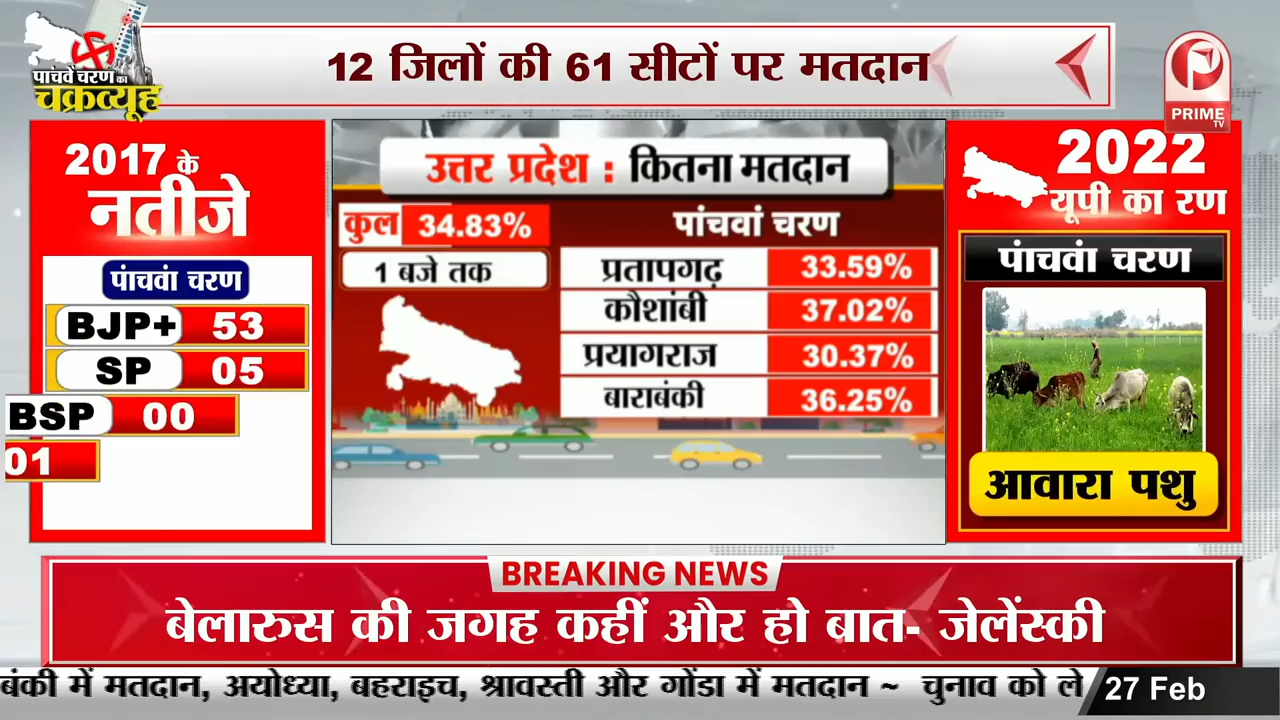 पांचवें चरण का
चक्रव्यूह
12 जिलों की 61 सीटों पर मतदान
PRIME
TV
2017 के
नतीजे
पांचवां चरण
BJP+ 53
SP 05
BSP 00
01
उत्तर प्रदेश : कितना मतदान
कुल 34.83%
1 बजे तक
पांचवां चरण
प्रतापगढ़ 33.59%
कौशांबी 37.02%
प्रयागराज 30.37%
बाराबंकी 36.25%
2022
यूपी का रण
पांचवां चरण
आवारा पशु
BREAKING NEWS
बेलारुस की जगह कहीं और हो बात- जेलेंस्की
बंकी में मतदान, अयोध्या, बहराइच, श्रावस्ती और गोंडा में मतदान ~ चुनाव को ले
27 Feb